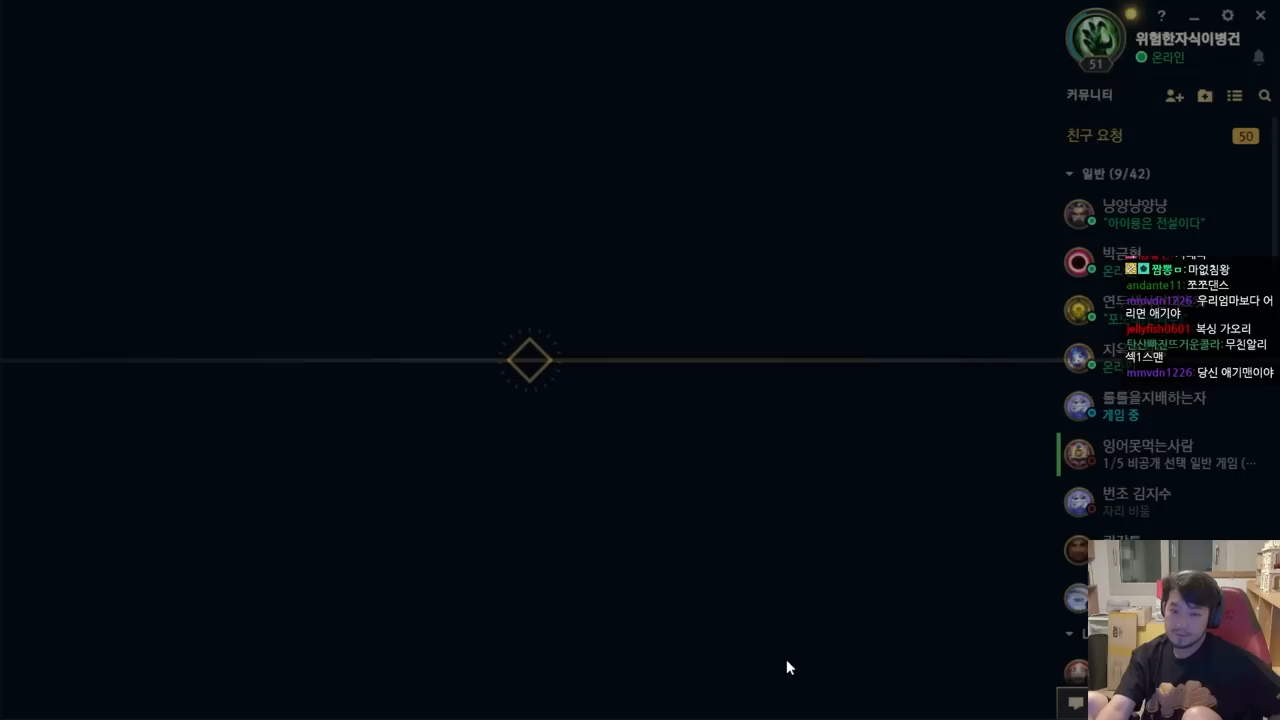 위험한자식이병건
51
온라인
커뮤니티
친구 요청
50
일반 (9/42)
냥양냥양냥
"아이용은 전설이다"
박금현
짬뽕ㅁ: 마없침왕
andante11: 쪼쪼댄스
mmvdn1226: 우리엄마보다 어
리면 애기야
jellyfish0601: 복싱 가오리
탄산빠진뜨거운콜라: 무친알리
섹1스맨
mmvdn1226: 당신 애기맨이야
를들을지배하는자
게임 중
잉어못먹는사람
1/5 비공개 선택 일반 게임 (…
번조 김지수
자리 비움